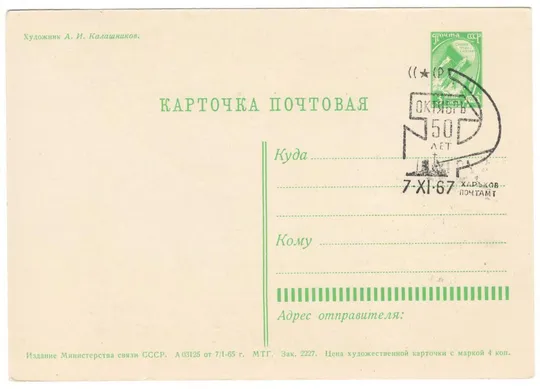 Художник А. И. Калашников.
ПОЧТА СССР
((★((Р
КАРТОЧКА ПОЧТОВАЯ
ОКТЯБРЬ
50
ЛЕТ
Куда
7·XI·67 ХАРЬКОВ
ПОЧТАМТ
Кому
Адрес отправителя:
Издание Министерства связи СССР. А 03125 от 7/I-65 г. МТГ. Зак. 2227. Цена художественной карточки с маркой 4 коп.